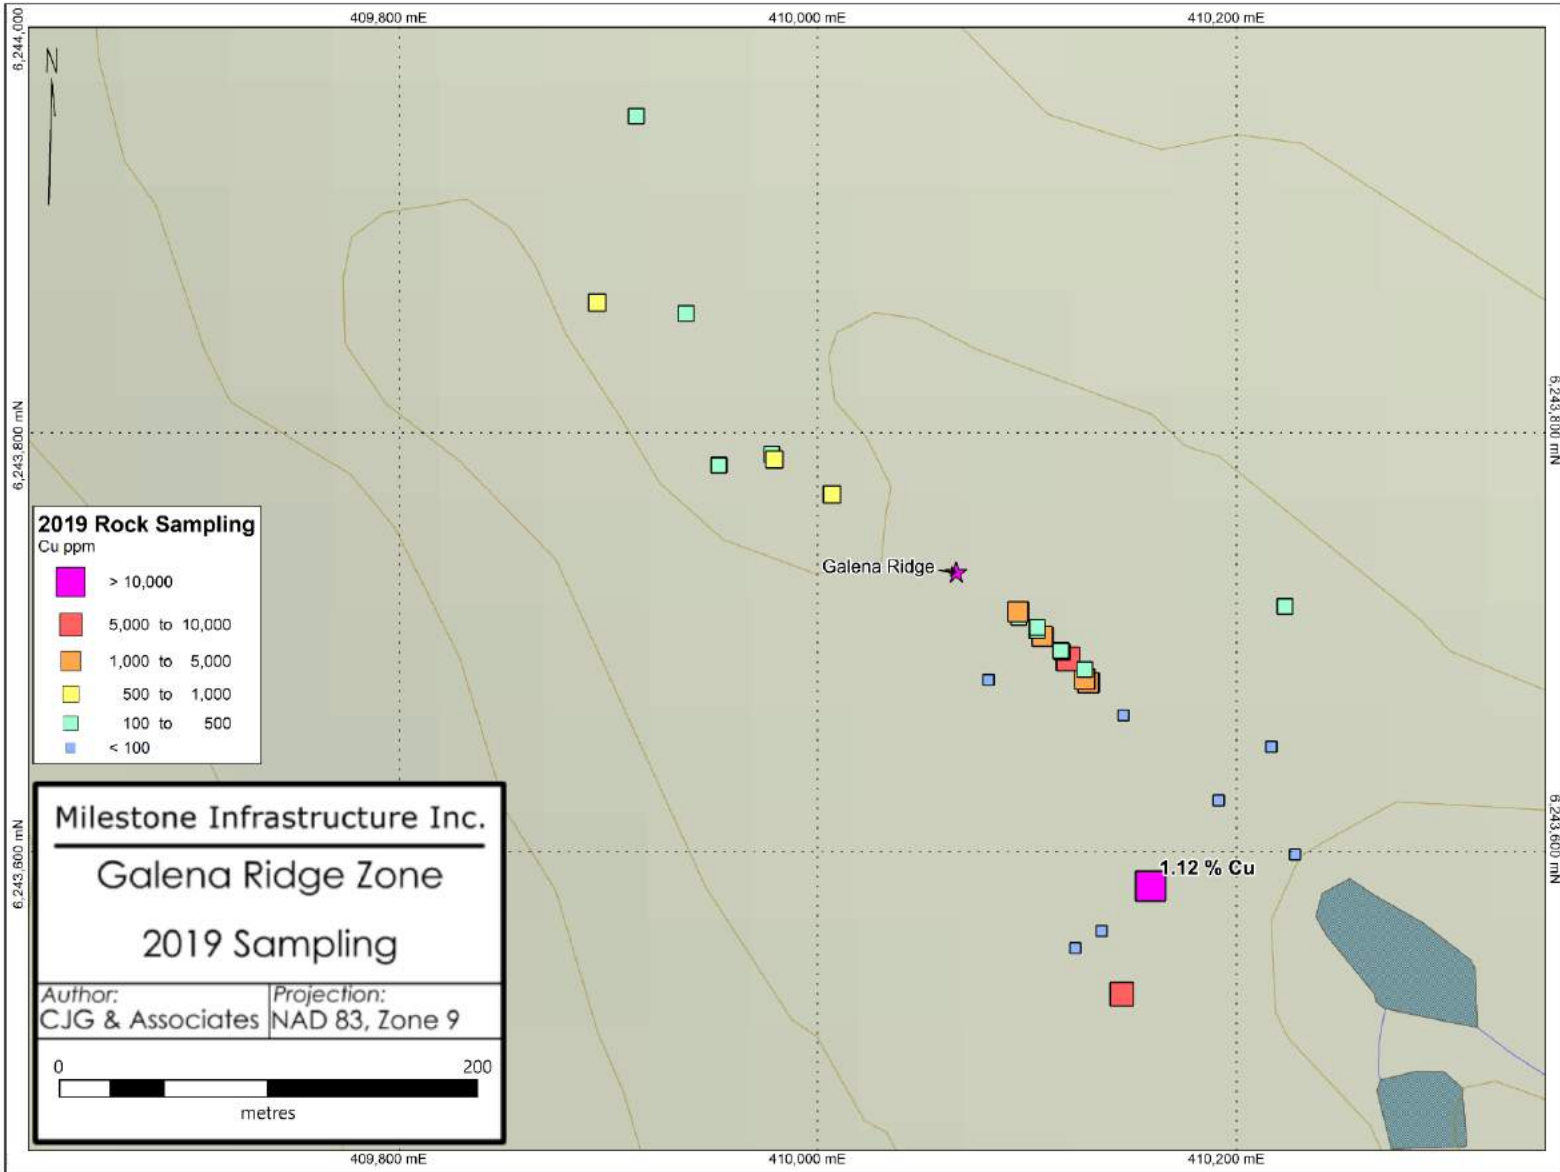 409,800 mE
410,000 mE
410,200 mE
6,244,000
N
6,243,800 mN
6,243,800 mN
Galena Ridge
2019 Rock Sampling
Cu ppm
> 10,000
5,000 to 10,000
1,000 to 5,000
500 to 1,000
100 to 500
< 100
6,243,600 mN
6,243,600 mN
1.12 % Cu
Milestone Infrastructure Inc.
Galena Ridge Zone
2019 Sampling
Author:
CJG & Associates
Projection:
NAD 83, Zone 9
0 200
metres
409,800 mE
410,000 mE
410,200 mE